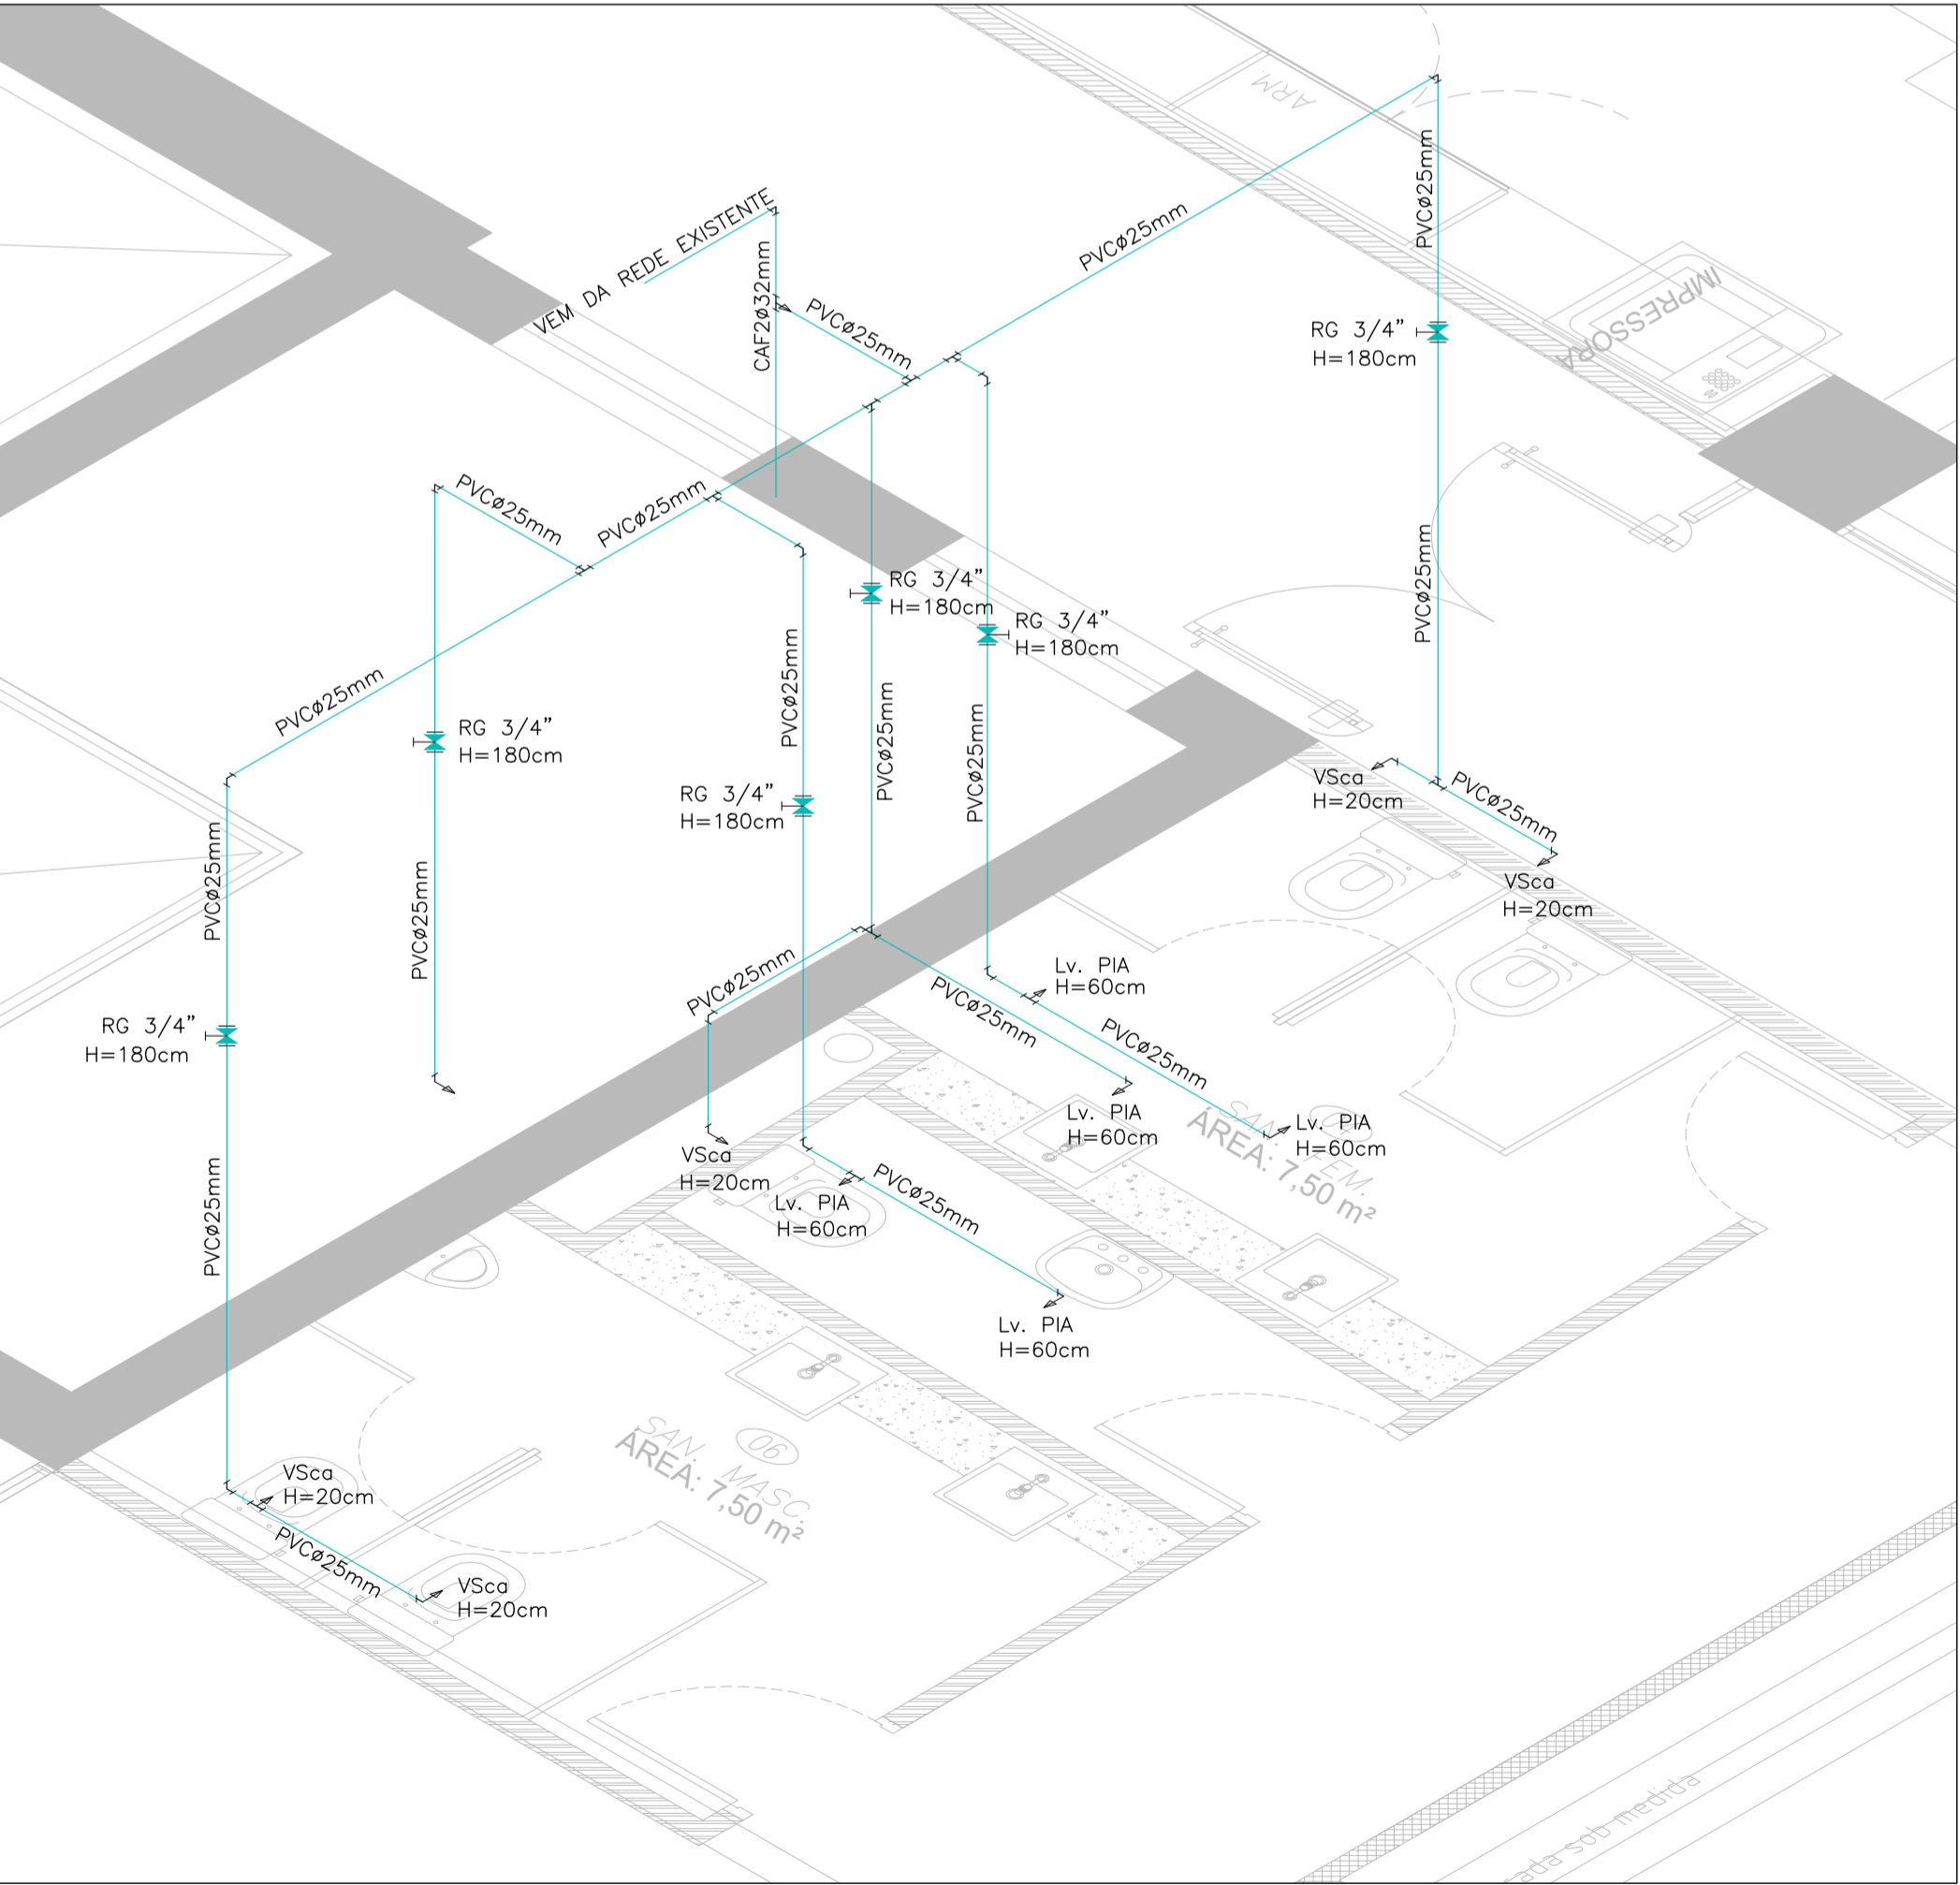 ARM.
VEM DA REDE EXISTENTE
CAF2ø32mm
PVCø25mm
PVCø25mm
PVCø25mm
IMPRESSORA
RG 3/4"
H=180cm
PVCø25mm
PVCø25mm
PVCø25mm
RG 3/4"
H=180cm
RG 3/4"
H=180cm
PVCø25mm
PVCø25mm
PVCø25mm
PVCø25mm
RG 3/4"
H=180cm
RG 3/4"
H=180cm
PVCø25mm
PVCø25mm
VSca
H=20cm
PVCø25mm
VSca
H=20cm
RG 3/4"
H=180cm
PVCø25mm
PVCø25mm
Lv. PIA
H=60cm
PVCø25mm
Lv. PIA
H=60cm
Lv. PIA
H=60cm
SAN. FEM.
ÁREA: 7,50 m²
VSca
H=20cm
Lv. PIA
H=60cm
PVCø25mm
PVCø25mm
Lv. PIA
H=60cm
SAN. MASC.
06
ÁREA: 7,50 m²
VSca
H=20cm
PVCø25mm
VSca
H=20cm
sob medida